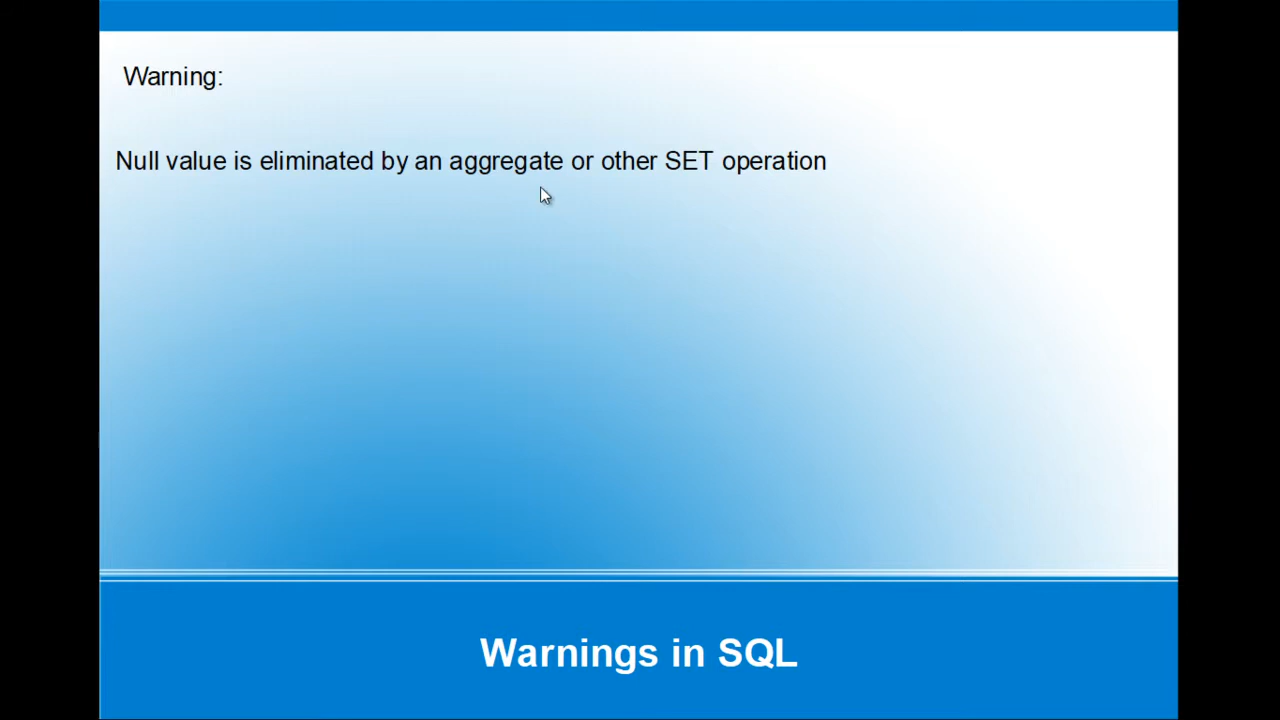 Warning:
Null value is eliminated by an aggregate or other SET operation
Warnings in SQL